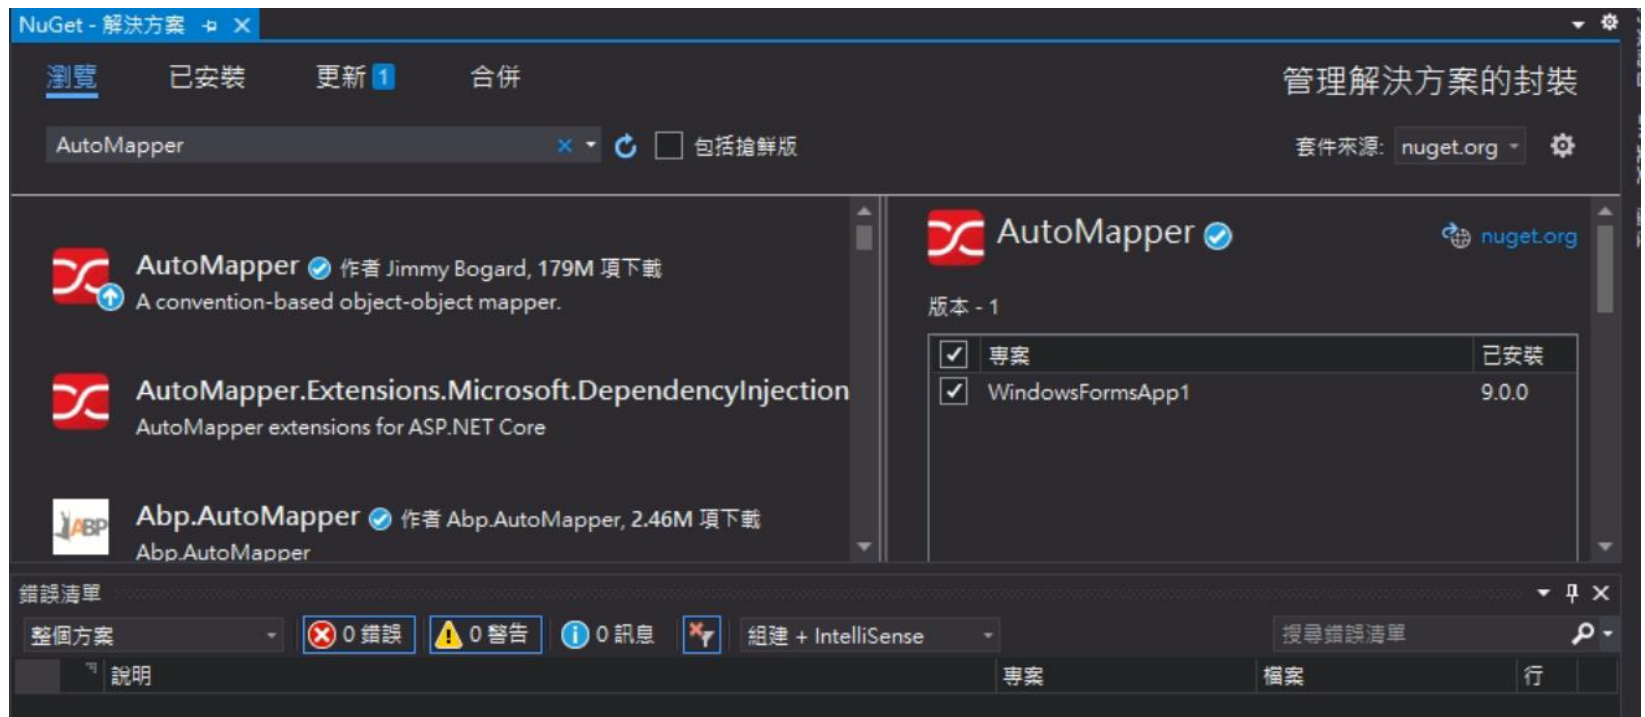 NuGet - 解決方案
瀏覽 已安裝 更新 1 合併
管理解決方案的封裝
AutoMapper
包括搶鮮版
套件來源: nuget.org
AutoMapper 作者 Jimmy Bogard, 179M 項下載
A convention-based object-object mapper.
AutoMapper.Extensions.Microsoft.DependencyInjection
AutoMapper extensions for ASP.NET Core
ABP
Abp.AutoMapper 作者 Abp.AutoMapper, 2.46M 項下載
Abp.AutoMapper
AutoMapper
nuget.org
版本 - 1
專案 已安裝
WindowsFormsApp1 9.0.0
錯誤清單
整個方案 0 錯誤 0 警告 0 訊息 組建 + IntelliSense 搜尋錯誤清單
說明 專案 檔案 行